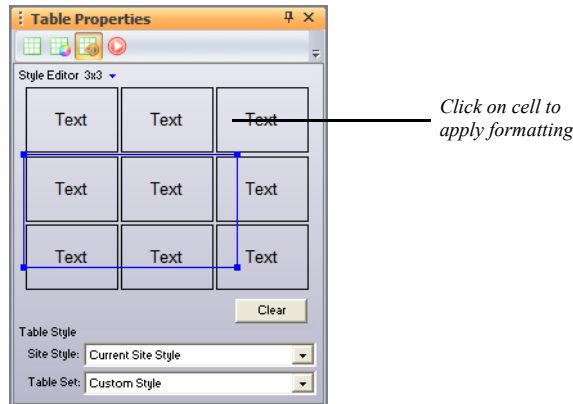 Table Properties
Style Editor 3x3
Text Text Text
Click on cell to
apply formatting
Text Text Text
Text Text Text
Clear
Table Style
Site Style: Current Site Style
Table Set: Custom Style